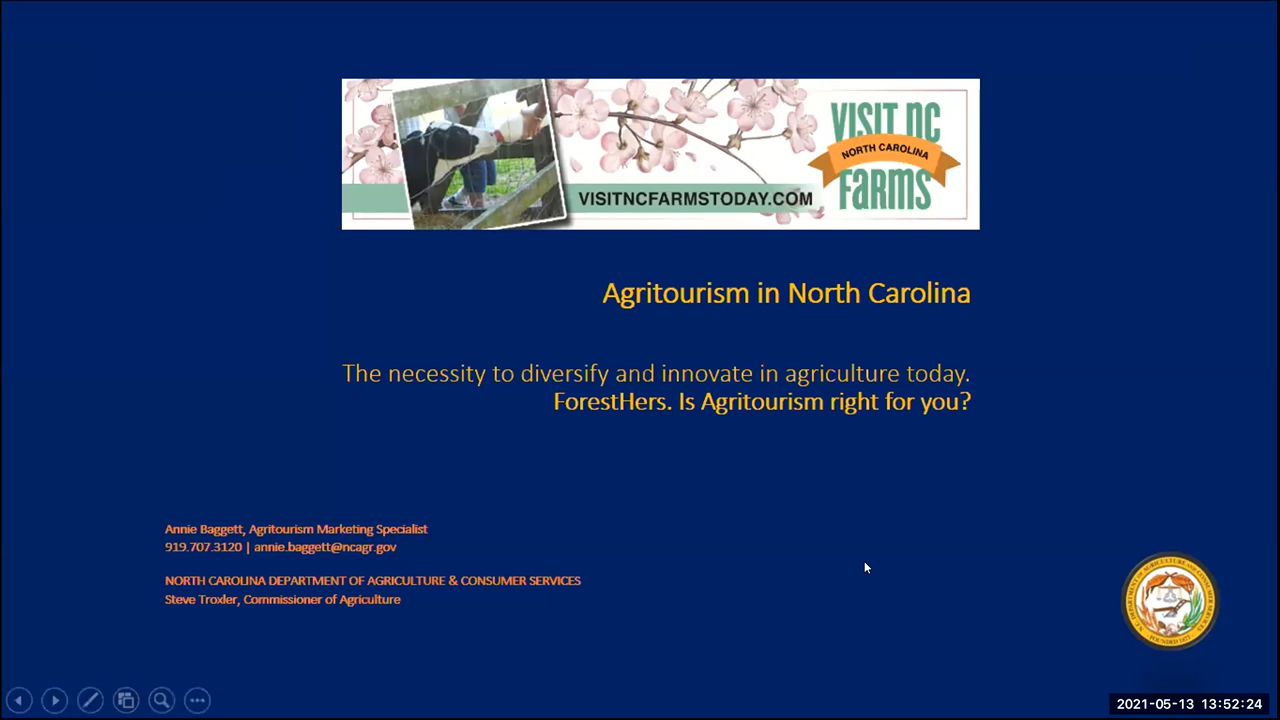 VISIT NC
NORTH CAROLINA
FARMS
VISITNCFARMSTODAY.COM
Agritourism in North Carolina
The necessity to diversify and innovate in agriculture today.
ForestHers. Is Agritourism right for you?
Annie Baggett, Agritourism Marketing Specialist
919.707.3120 | annie.baggett@ncagr.gov
NORTH CAROLINA DEPARTMENT OF AGRICULTURE & CONSUMER SERVICES
Steve Troxler, Commissioner of Agriculture
2021-05-13 13:52:24